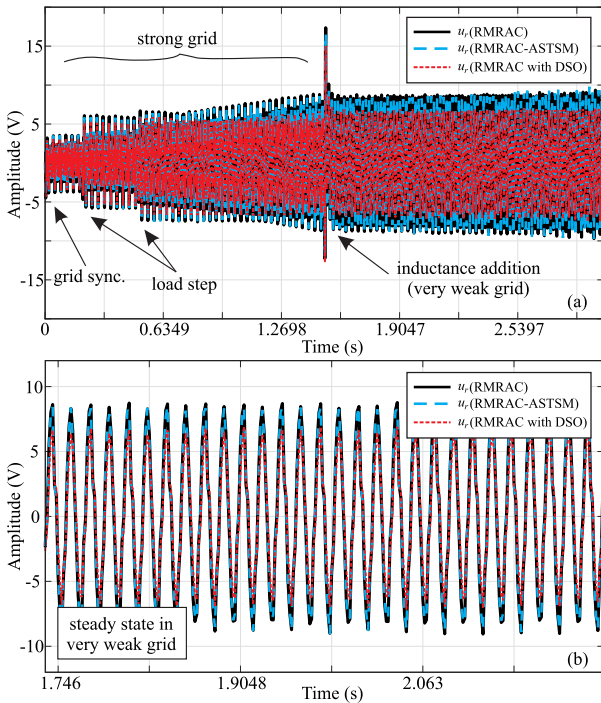 15
5
-5
-15
Amplitude (V)
strong grid
u_r(RMRAC)
u_r(RMRAC-ASTSM)
u_r(RMRAC with DSO)
grid sync.
load step
inductance addition
(very weak grid)
(a)
0 0.6349 1.2698 1.9047 2.5397
Time (s)
10
5
0
-5
-10
Amplitude (V)
u_r(RMRAC)
u_r(RMRAC-ASTSM)
u_r(RMRAC with DSO)
steady state in
very weak grid
(b)
1.746 1.9048 2.063
Time (s)